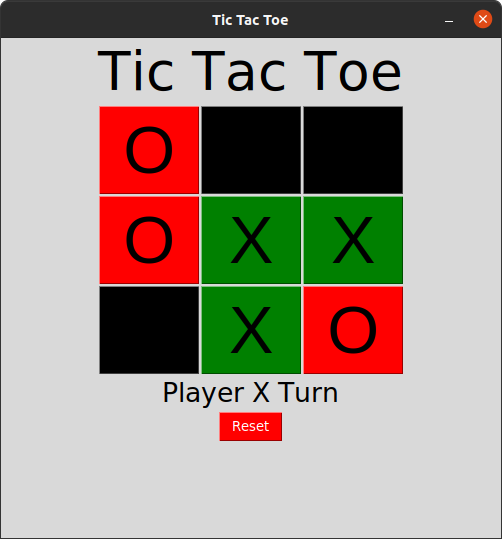 Tic Tac Toe
Tic Tac Toe
O
O X X
X O
Player X Turn
Reset